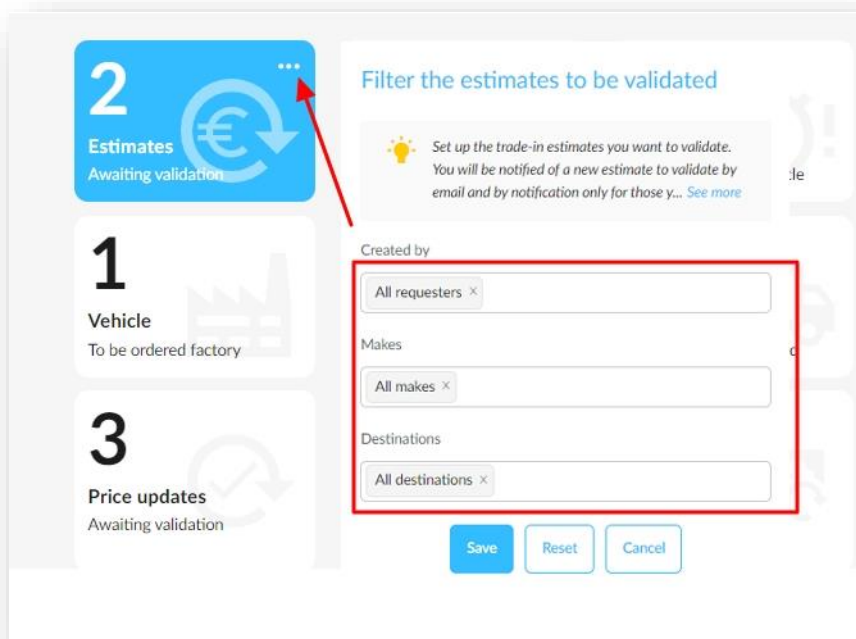 2
Estimates
Awaiting validation
1
Vehicle
To be ordered factory
3
Price updates
Awaiting validation
Filter the estimates to be validated
Set up the trade-in estimates you want to validate.
You will be notified of a new estimate to validate by
email and by notification only for those y... See more
Created by
All requesters ×
Makes
All makes ×
Destinations
All destinations ×
Save
Reset
Cancel